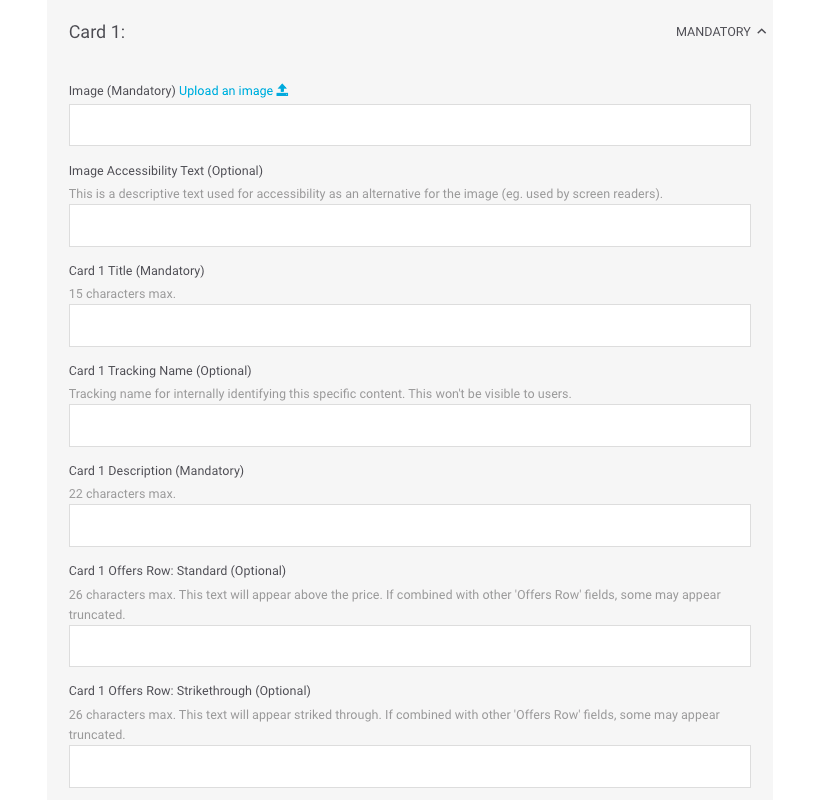 Card 1:
MANDATORY
Image (Mandatory) Upload an image
Image Accessibility Text (Optional)
This is a descriptive text used for accessibility as an alternative for the image (eg. used by screen readers).
Card 1 Title (Mandatory)
15 characters max.
Card 1 Tracking Name (Optional)
Tracking name for internally identifying this specific content. This won't be visible to users.
Card 1 Description (Mandatory)
22 characters max.
Card 1 Offers Row: Standard (Optional)
26 characters max. This text will appear above the price. If combined with other 'Offers Row' fields, some may appear
truncated.
Card 1 Offers Row: Strikethrough (Optional)
26 characters max. This text will appear striked through. If combined with other 'Offers Row' fields, some may appear
truncated.